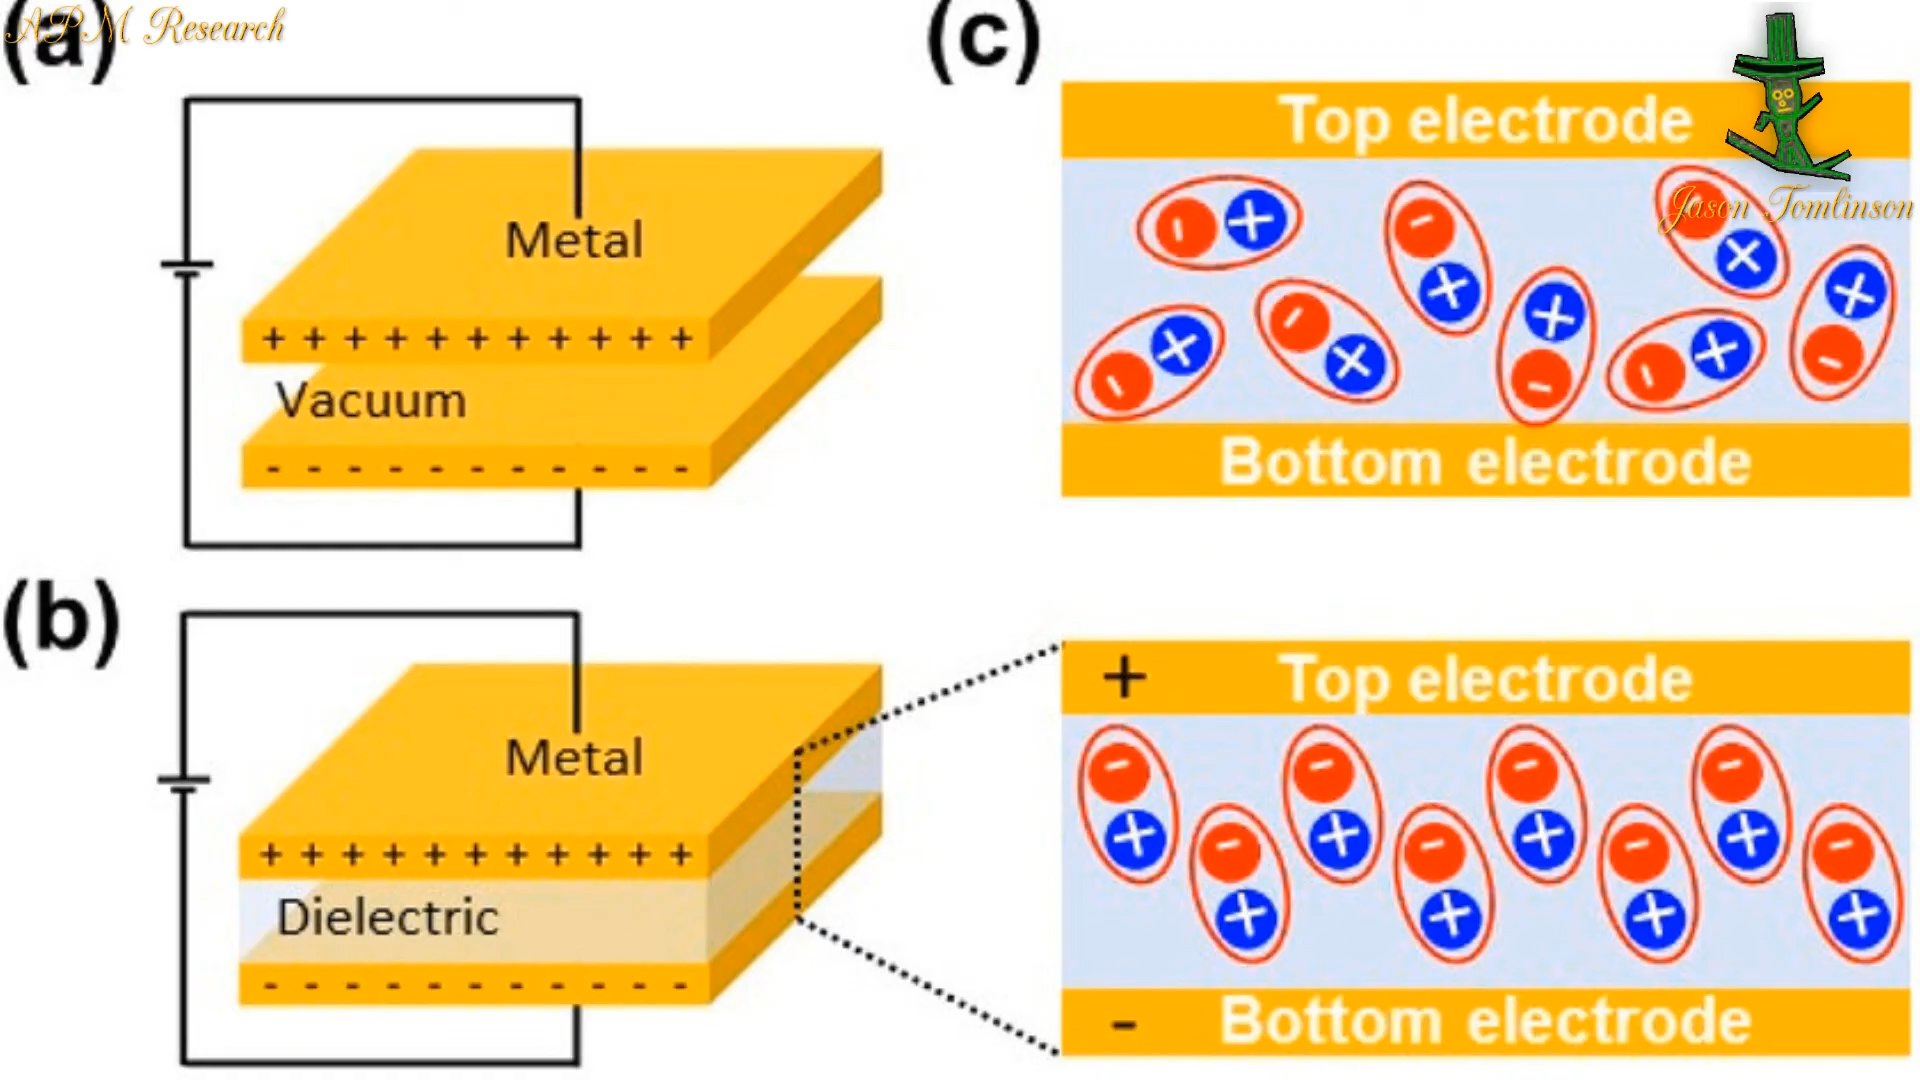 APM Research
(a)
Metal
+ + + + + + + + + + +
Vacuum
- - - - - - - - - - -
(b)
Metal
+ + + + + + + + + + +
Dielectric
- - - - - - - - - - -
(c)
Top electrode
Jason Tomlinson
- + - + - + - + - + - + + - - + + -
Bottom electrode
+ Top electrode
- - - - - - - -
+ + + + + + + +
- Bottom electrode